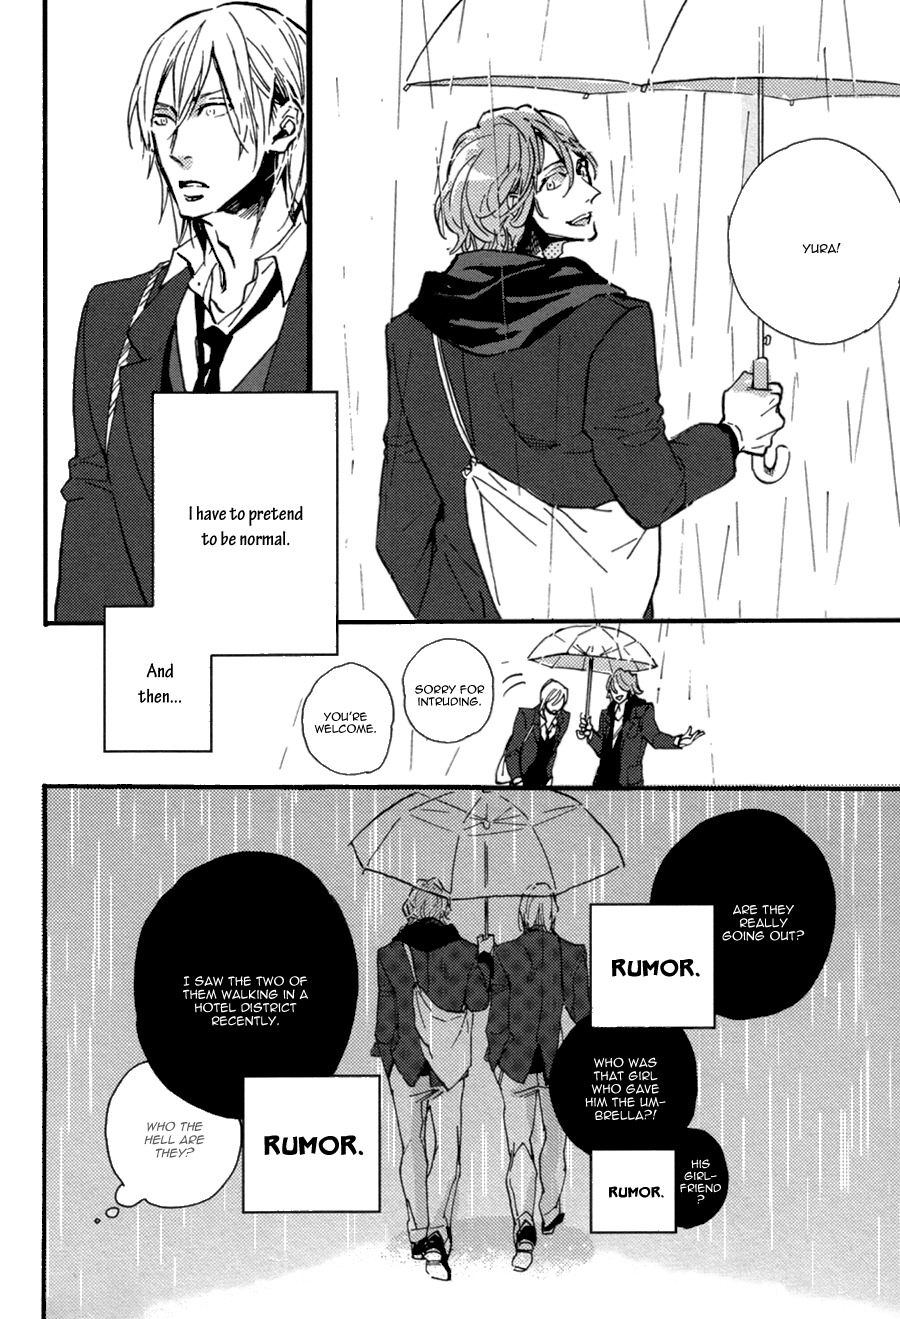 YURA!
I have to pretend
to be normal.
And
then...
SORRY FOR
INTRUDING.
YOU'RE
WELCOME.
ARE THEY
REALLY
GOING OUT?
RUMOR.
I SAW THE TWO OF
THEM WALKING IN A
HOTEL DISTRICT
RECENTLY.
RUMOR.
WHO WAS
THAT GIRL
WHO GAVE
HIM THE UM-
BRELLA?!
HIS
GIRL-
FRIEND
?
RUMOR.
WHO THE
HELL ARE
THEY?